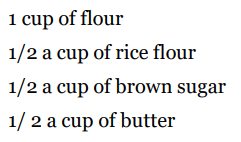 1 cup of flour
1/2 a cup of rice flour
1/2 a cup of brown sugar
1/ 2 a cup of butter